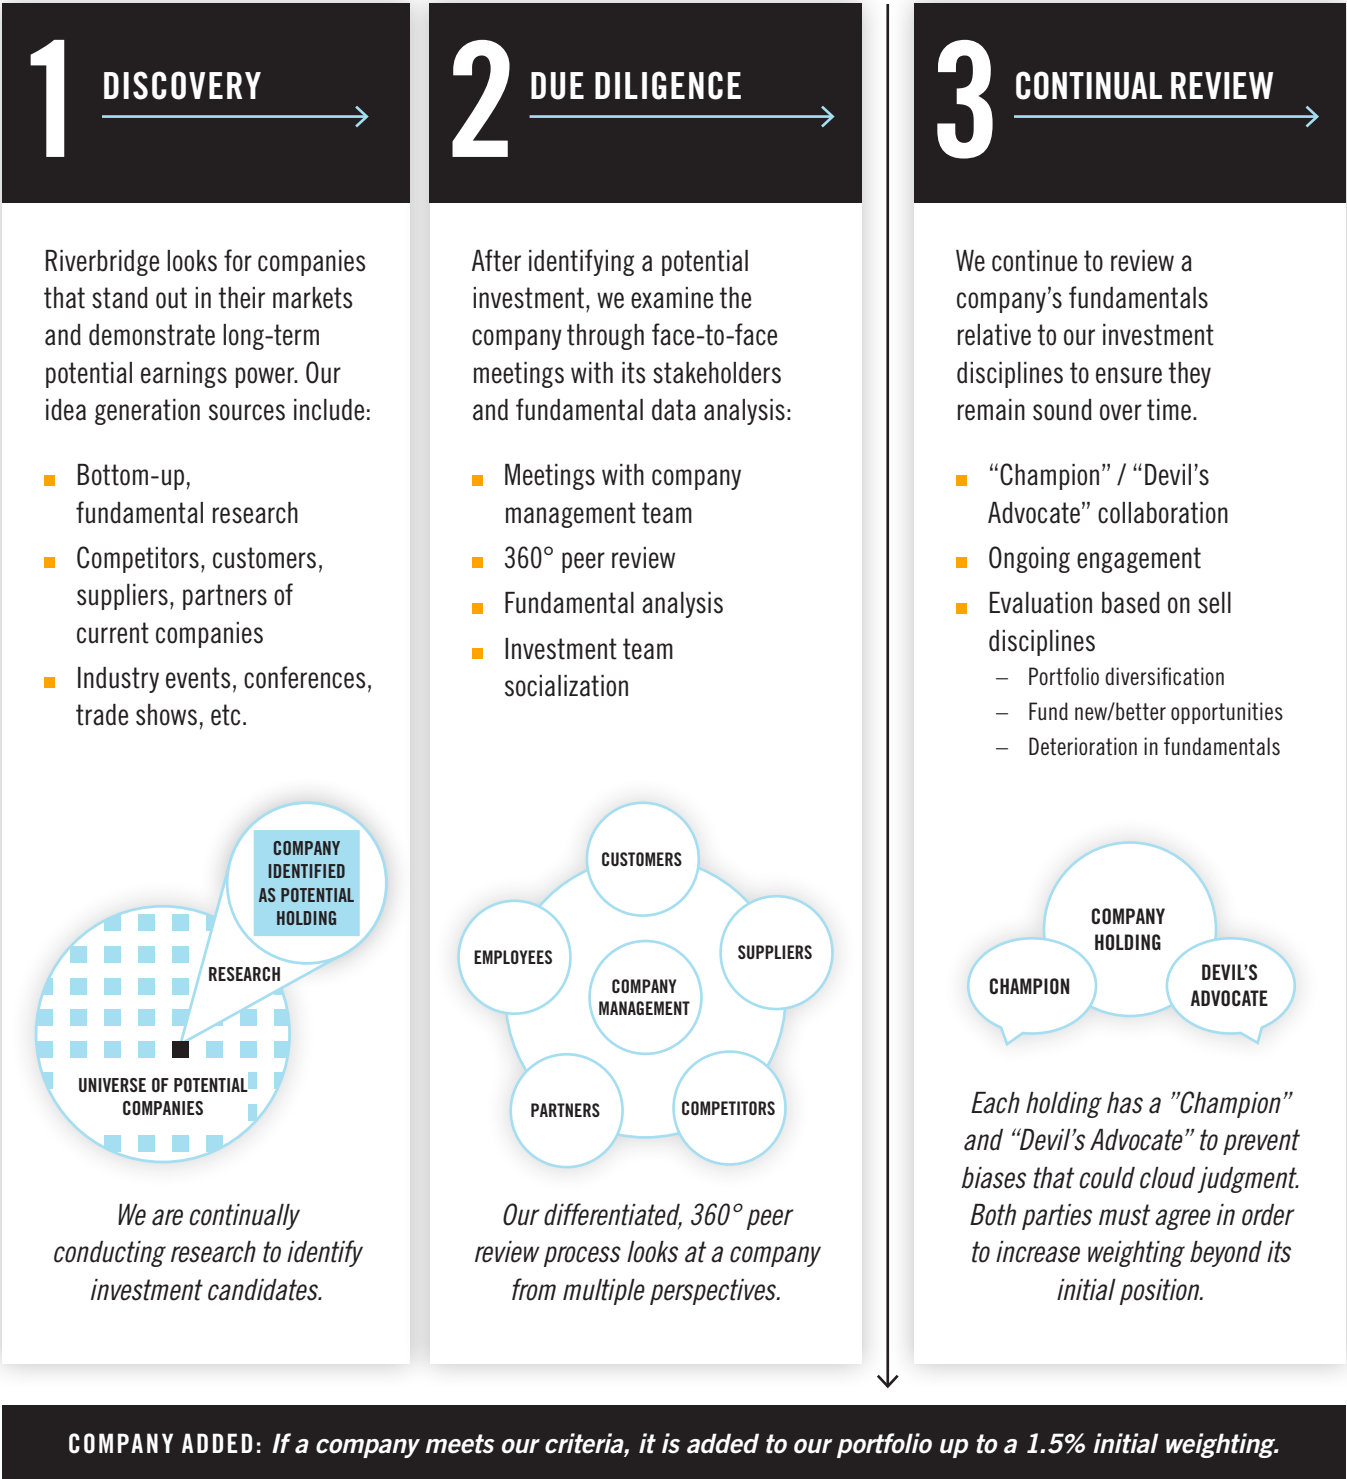 1
DISCOVERY
Riverbridge looks for companies
that stand out in their markets
and demonstrate long-term
potential earnings power. Our
idea generation sources include:
Bottom-up,
fundamental research
Competitors, customers,
suppliers, partners of
current companies
Industry events, conferences,
trade shows, etc.
COMPANY
IDENTIFIED
AS POTENTIAL
HOLDING
RESEARCH
UNIVERSE OF POTENTIAL
COMPANIES
We are continually
conducting research to identify
investment candidates.
2
DUE DILIGENCE
After identifying a potential
investment, we examine the
company through face-to-face
meetings with its stakeholders
and fundamental data analysis:
Meetings with company
management team
360° peer review
Fundamental analysis
Investment team
socialization
CUSTOMERS
EMPLOYEES
SUPPLIERS
COMPANY
MANAGEMENT
PARTNERS
COMPETITORS
Our differentiated, 360° peer
review process looks at a company
from multiple perspectives.
3
CONTINUAL REVIEW
We continue to review a
company’s fundamentals
relative to our investment
disciplines to ensure they
remain sound over time.
“Champion” / “Devil’s
Advocate” collaboration
Ongoing engagement
Evaluation based on sell
disciplines
– Portfolio diversification
– Fund new/better opportunities
– Deterioration in fundamentals
COMPANY
HOLDING
CHAMPION
DEVIL’S
ADVOCATE
Each holding has a ”Champion”
and “Devil’s Advocate” to prevent
biases that could cloud judgment.
Both parties must agree in order
to increase weighting beyond its
initial position.
COMPANY ADDED: If a company meets our criteria, it is added to our portfolio up to a 1.5% initial weighting.